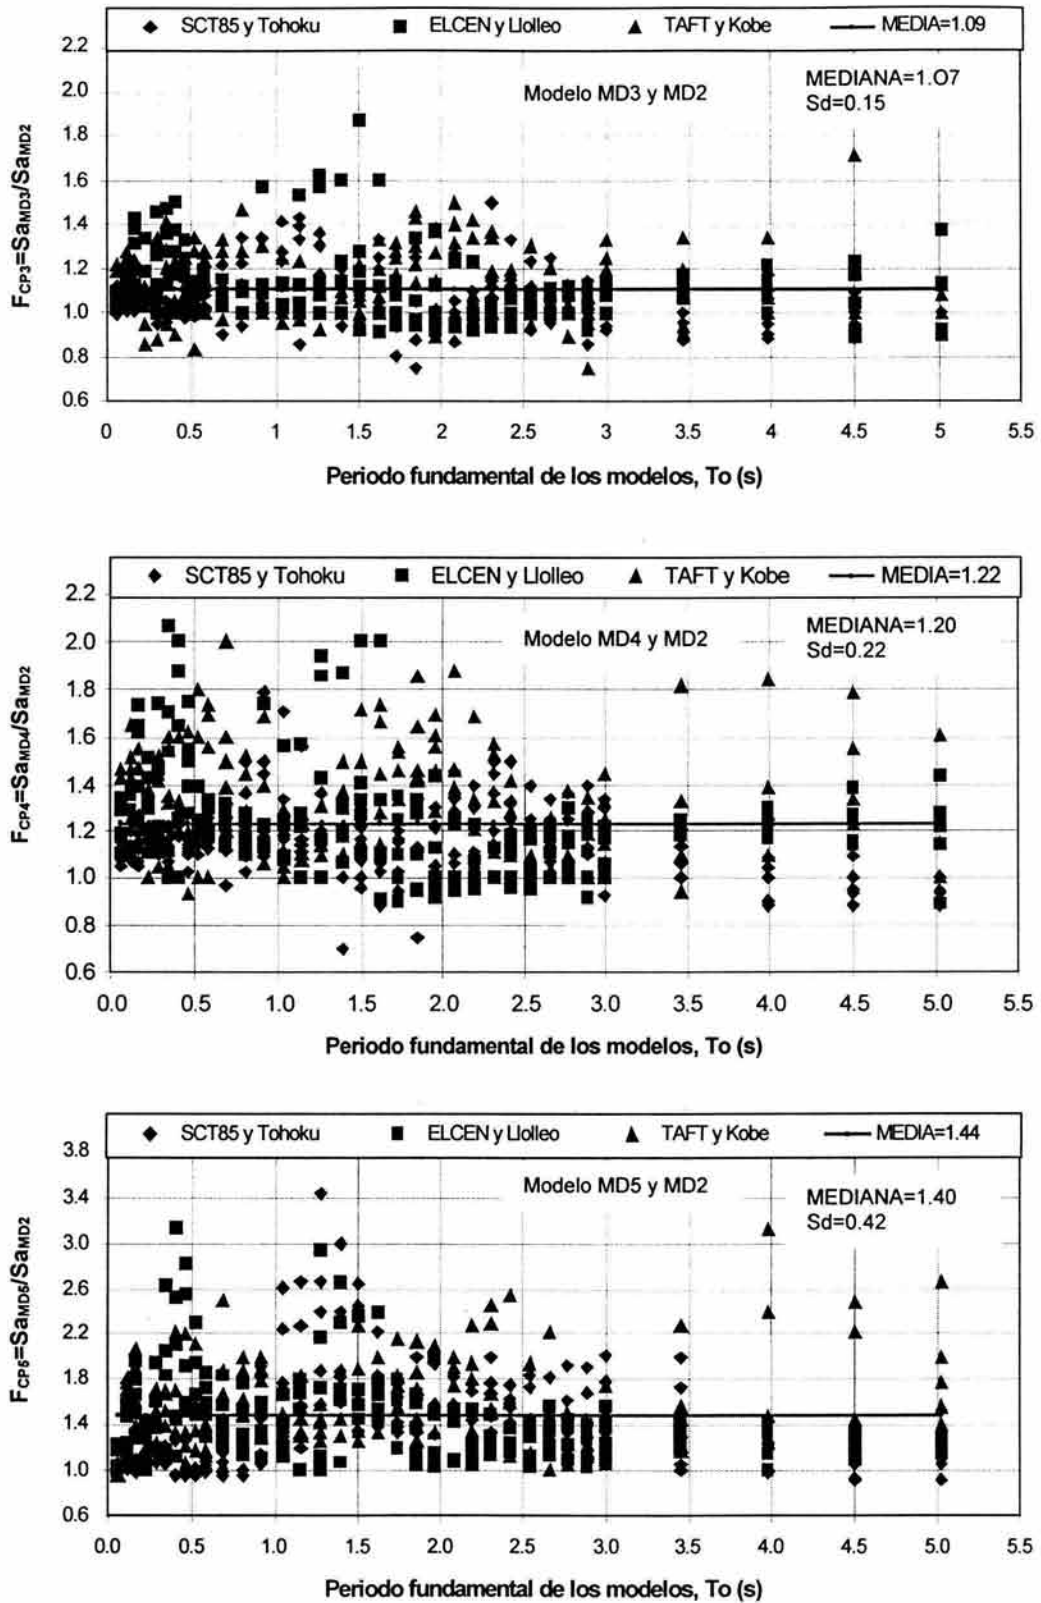 SCT85 y Tohoku ELCEN y Llolleo TAFT y Kobe MEDIA=1.09
2.2
2.0
1.8
1.6
1.4
1.2
1.0
0.8
0.6
F CP3=SaMD3/SaMD2
Modelo MD3 y MD2
MEDIANA=1.O7
Sd=0.15
0 0.5 1 1.5 2 2.5 3 3.5 4 4.5 5 5.5
Periodo fundamental de los modelos, To (s)
SCT85 y Tohoku ELCEN y Llolleo TAFT y Kobe MEDIA=1.22
2.2
2.0
1.8
1.6
1.4
1.2
1.0
0.8
0.6
FCP4=SaMD4/SaMD2
Modelo MD4 y MD2
MEDIANA=1.20
Sd=0.22
0.0 0.5 1.0 1.5 2.0 2.5 3.0 3.5 4.0 4.5 5.0 5.5
Periodo fundamental de los modelos, To (s)
SCT85 y Tohoku ELCEN y Llolleo TAFT y Kobe MEDIA=1.44
3.8
3.4
3.0
2.6
2.2
1.8
1.4
1.0
0.6
FCP5=SaMD5/SaMD2
Modelo MD5 y MD2
MEDIANA=1.40
Sd=0.42
0.0 0.5 1.0 1.5 2.0 2.5 3.0 3.5 4.0 4.5 5.0 5.5
Periodo fundamental de los modelos, To (s)